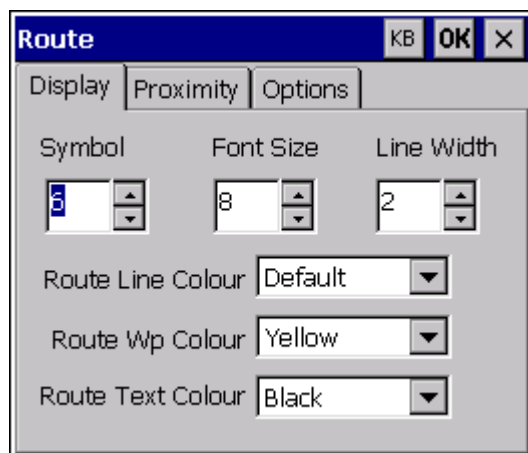 Route KB OK ×
Display Proximity Options
Symbol Font Size Line Width
6 8 2
Route Line Colour Default
Route Wp Colour Yellow
Route Text Colour Black